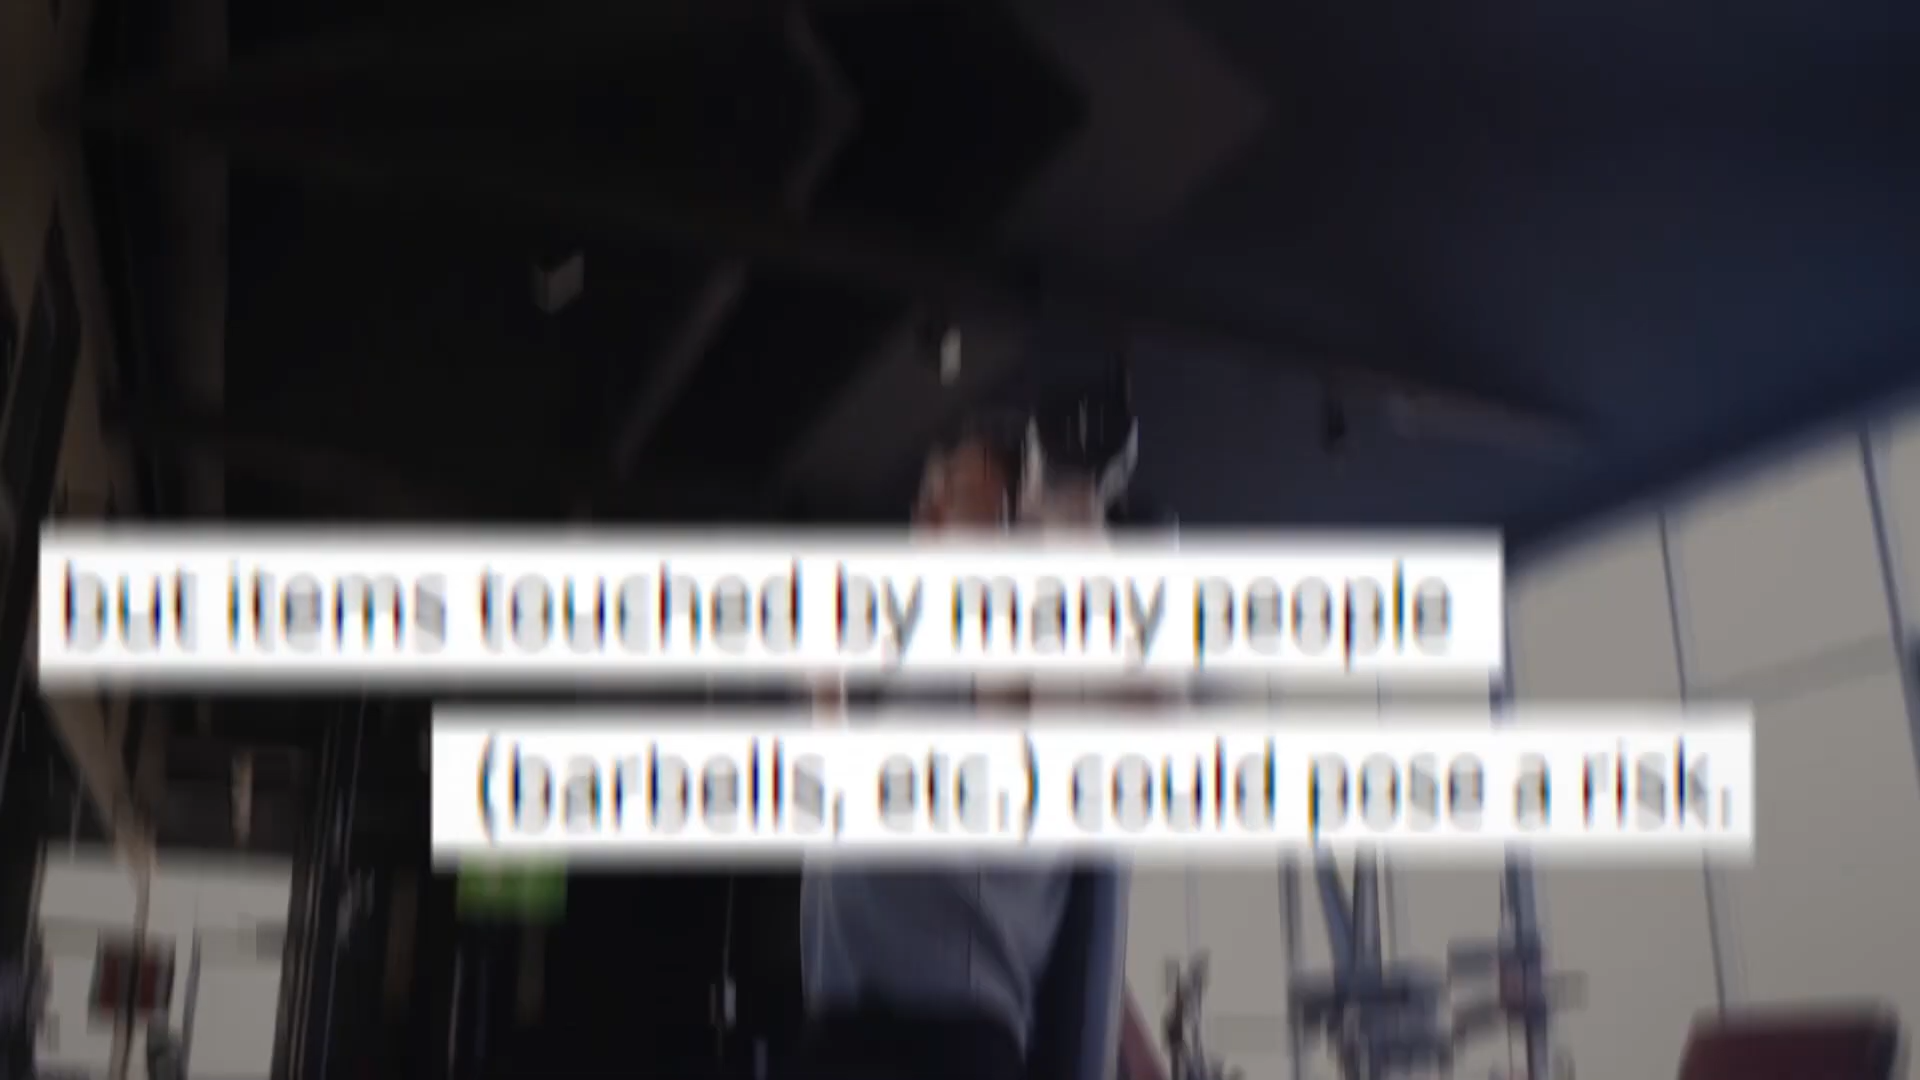 but items touched by many people
(barbells, etc.) could pose a risk.